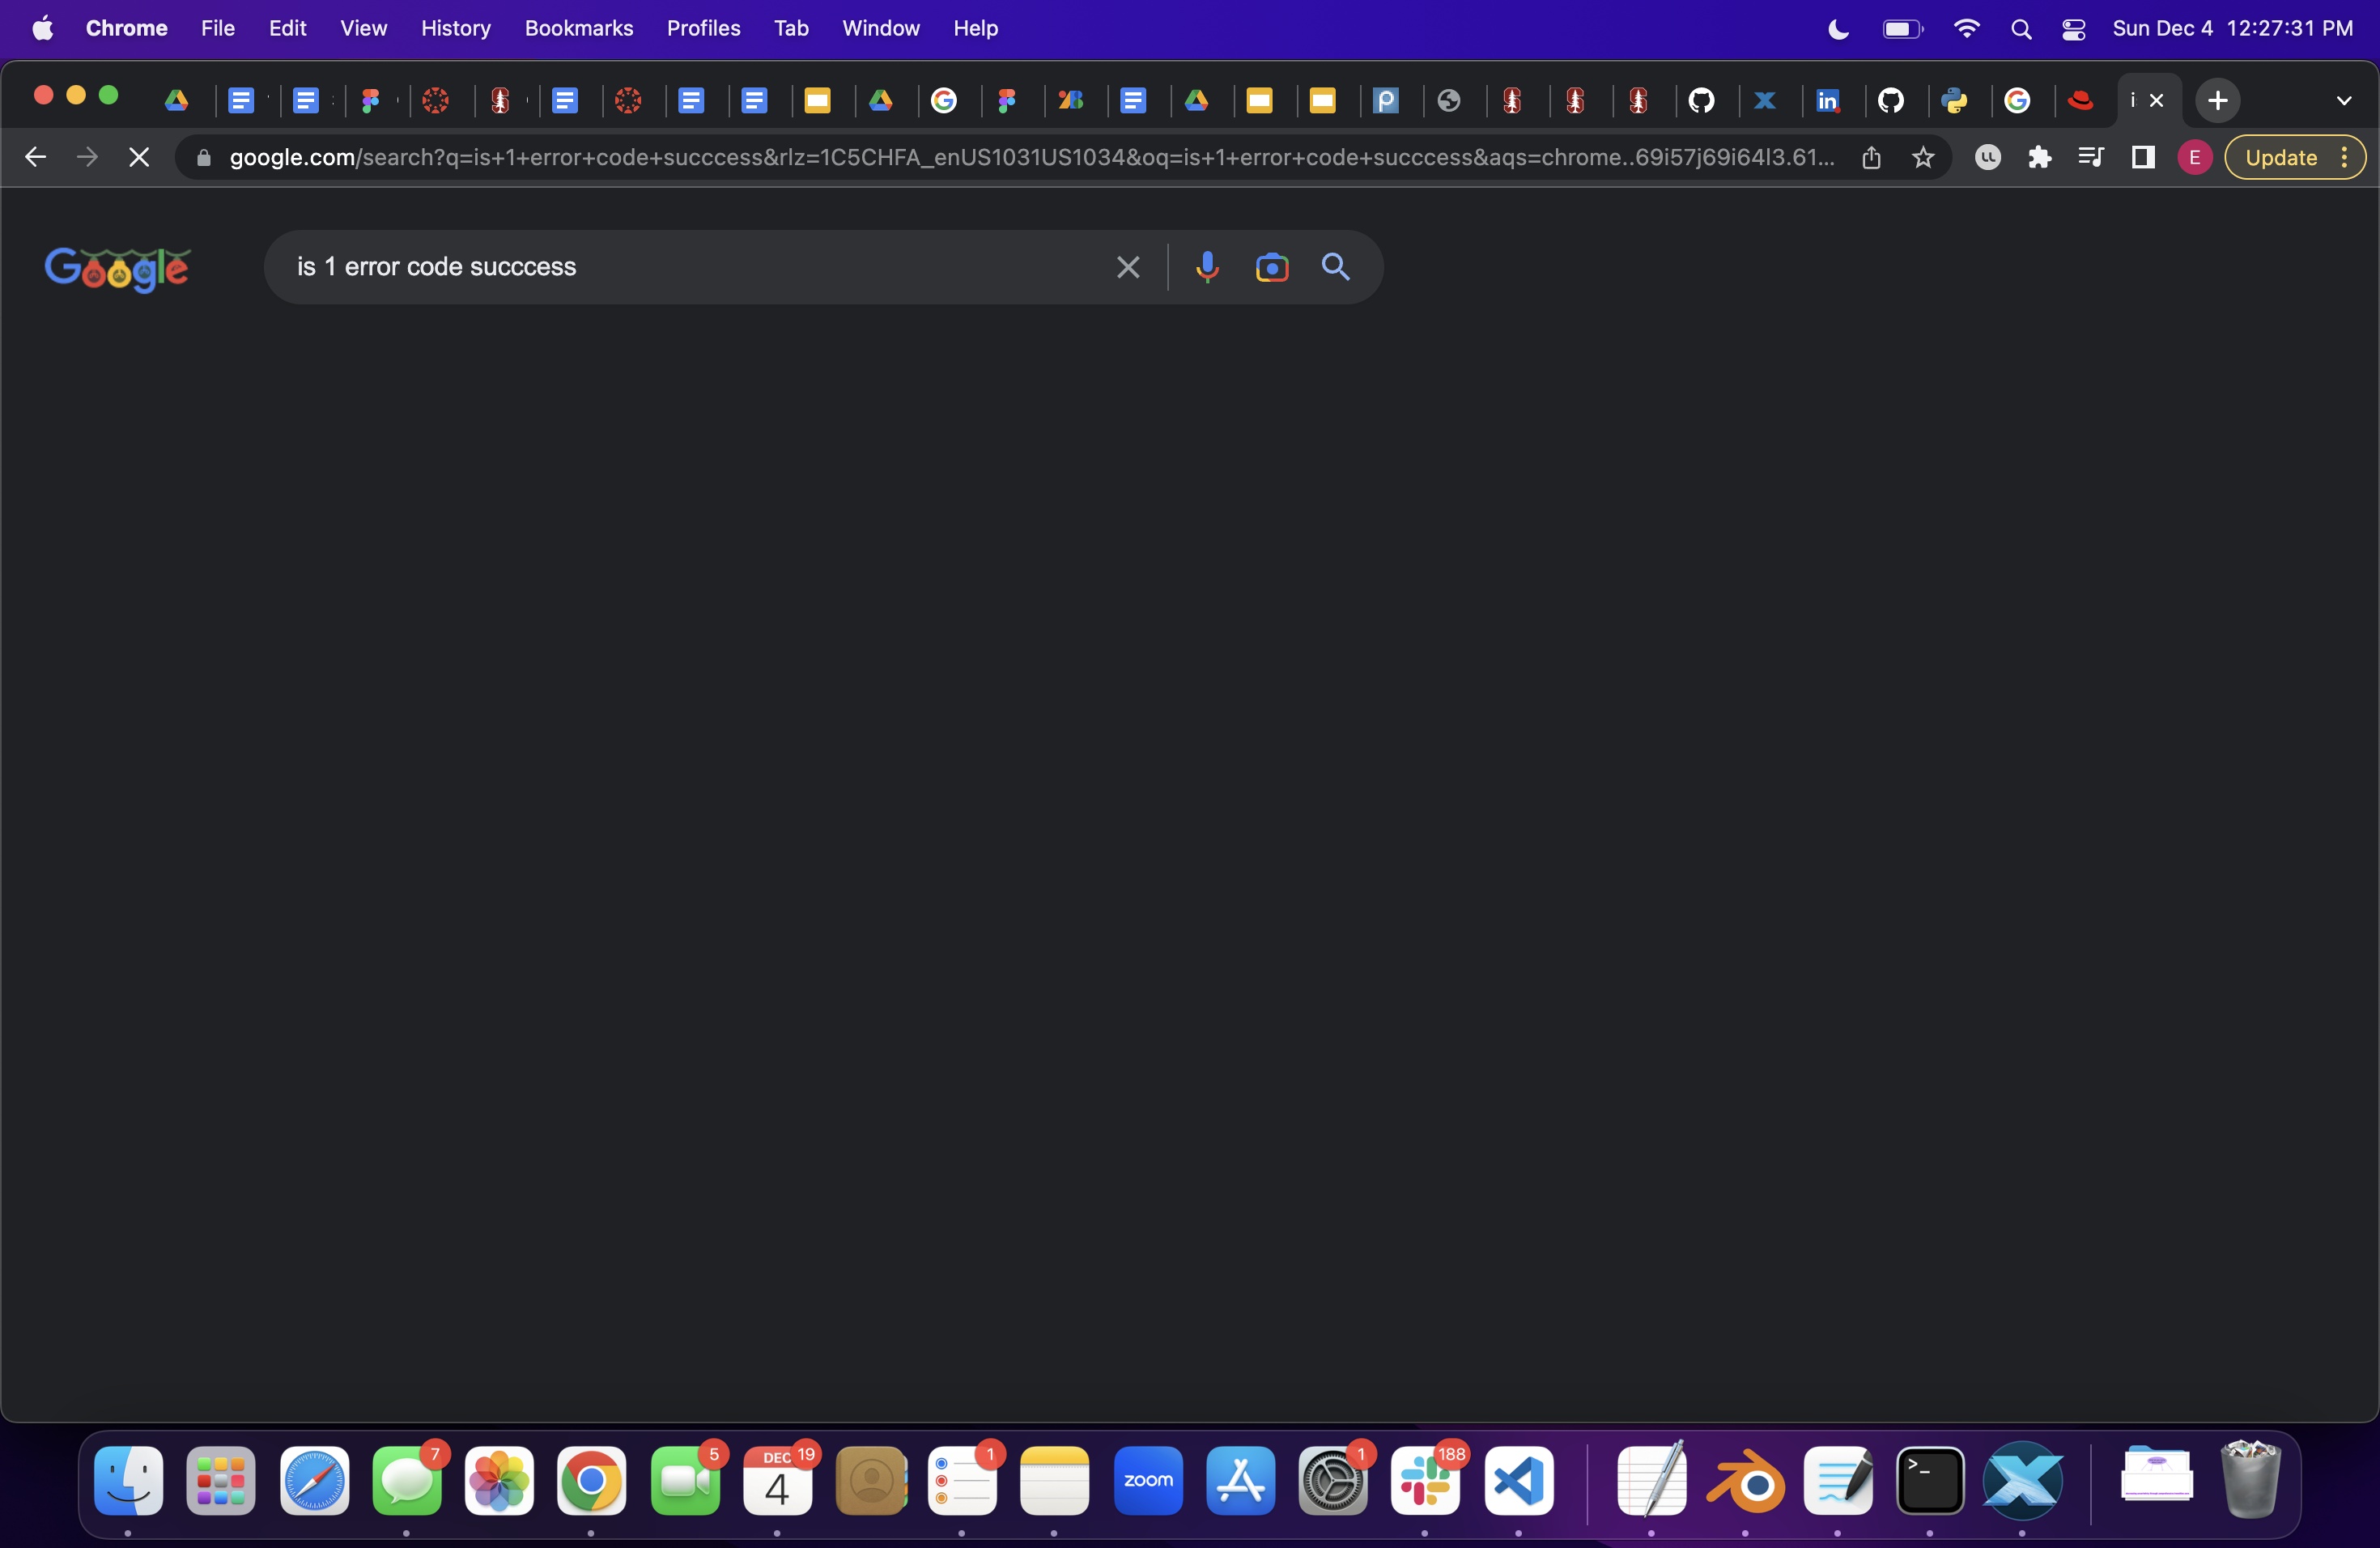 Chrome File Edit View History Bookmarks Profiles Tab Window Help Sun Dec 4 12:27:31 PM
in i
google.com/search?q=is+1+error+code+succcess&rlz=1C5CHFA_enUS1031US1034&oq=is+1+error+code+succcess&aqs=chrome..69i57j69i64l3.61... E Update
Google is 1 error code succcess
7 5 DEC 19 1 1 188
4 zoom >_